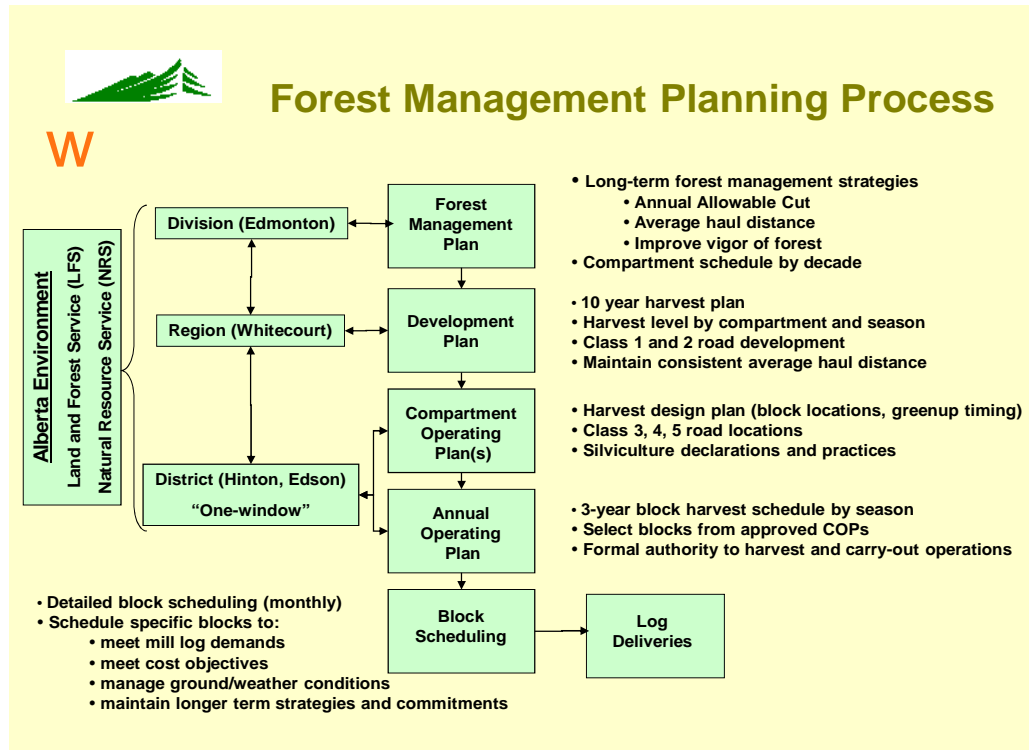 Forest Management Planning Process
W
Alberta Environment
Land and Forest Service (LFS)
Natural Resource Service (NRS)
Division (Edmonton)
Region (Whitecourt)
District (Hinton, Edson)
“One-window”
Forest
Management
Plan
• Long-term forest management strategies
• Annual Allowable Cut
• Average haul distance
• Improve vigor of forest
• Compartment schedule by decade
Development
Plan
• 10 year harvest plan
• Harvest level by compartment and season
• Class 1 and 2 road development
• Maintain consistent average haul distance
Compartment
Operating
Plan(s)
• Harvest design plan (block locations, greenup timing)
• Class 3, 4, 5 road locations
• Silviculture declarations and practices
Annual
Operating
Plan
• 3-year block harvest schedule by season
• Select blocks from approved COPs
• Formal authority to harvest and carry-out operations
• Detailed block scheduling (monthly)
• Schedule specific blocks to:
• meet mill log demands
• meet cost objectives
• manage ground/weather conditions
• maintain longer term strategies and commitments
Block
Scheduling
Log
Deliveries